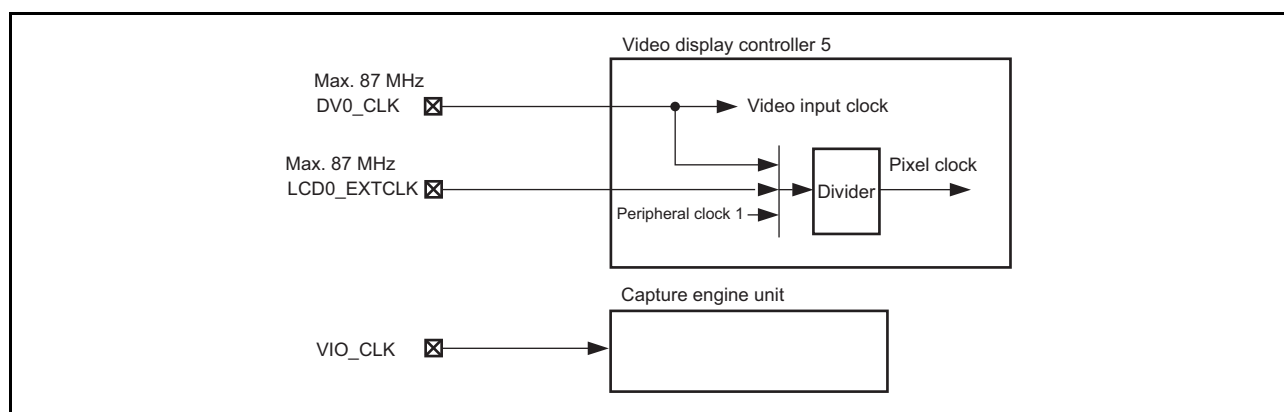 Video display controller 5
Max. 87 MHz
DV0_CLK
Video input clock
Max. 87 MHz
LCD0_EXTCLK
Pixel clock
Divider
Peripheral clock 1
Capture engine unit
VIO_CLK